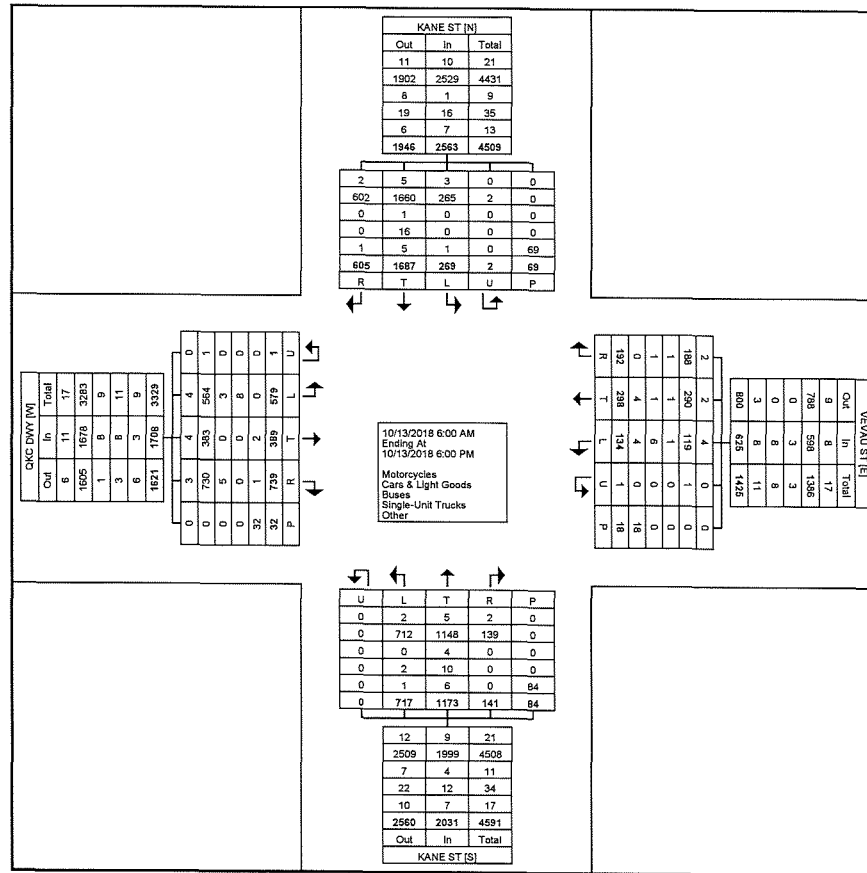 KANE ST [N]
Out In Total
11 10 21
1902 2529 4431
8 1 9
19 16 35
6 7 13
1946 2563 4509
2 5 3 0 0
602 1660 265 2 0
0 1 0 0 0
0 16 0 0 0
1 5 1 0 69
605 1687 269 2 69
R T L U P
QKC DWY [W]
Out In Total
6 11 17
1605 1678 3283
1 8 9
3 8 11
6 3 9
1621 1708 3329
0 4 4 3 0
1 564 383 730 0
0 3 0 5 0
0 8 0 0 0
0 0 2 1 32
1 579 389 739 32
U L T R P
10/13/2018 6:00 AM
Ending At
10/13/2018 6:00 PM
Motorcycles
Cars & Light Goods
Buses
Single-Unit Trucks
Other
VEVAU ST [E]
Out In Total
9 8 17
788 598 1386
0 3 3
0 8 8
3 8 11
800 625 1425
2 2 4 0 0
188 290 119 1 0
1 1 1 0 0
1 1 6 0 0
0 4 4 0 18
192 298 134 1 18
R T L U P
U L T R P
0 2 5 2 0
0 712 1148 139 0
0 0 4 0 0
0 2 10 0 0
0 1 6 0 84
0 717 1173 141 84
12 9 21
2509 1999 4508
7 4 11
22 12 34
10 7 17
2560 2031 4591
Out In Total
KANE ST [S]